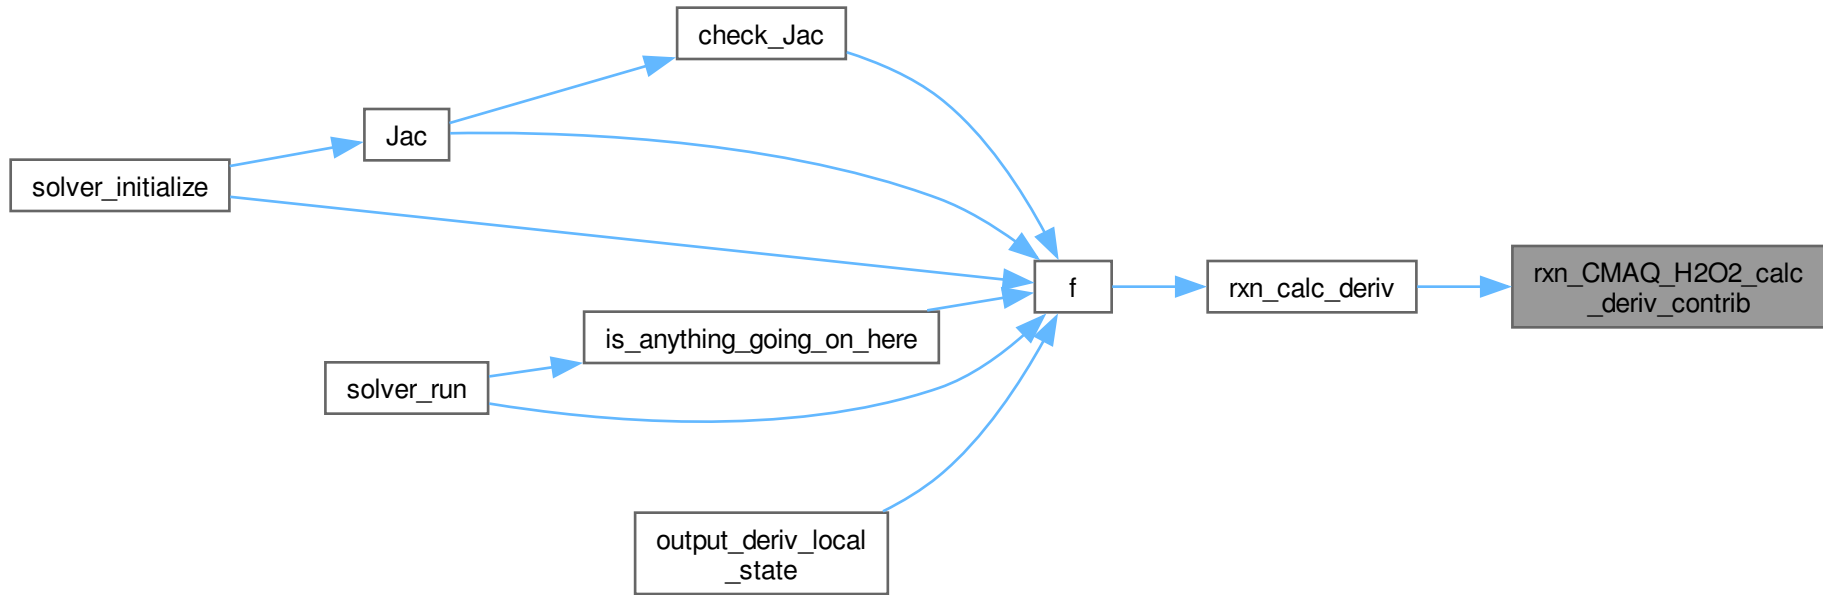 check_Jac
Jac
solver_initialize
f
rxn_calc_deriv
rxn_CMAQ_H2O2_calc
_deriv_contrib
is_anything_going_on_here
solver_run
output_deriv_local
_state